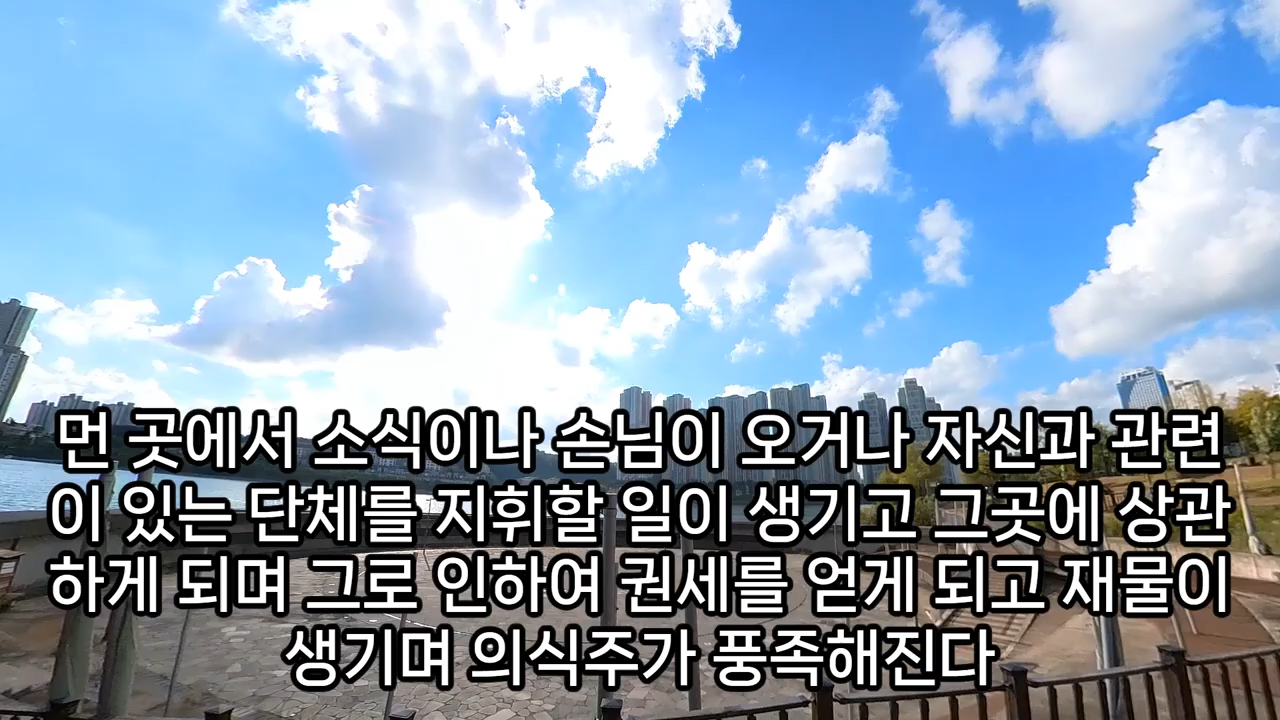 먼 곳에서 소식이나 손님이 오거나 자신과 관련
이 있는 단체를 지휘할 일이 생기고 그곳에 상관
하게 되며 그로 인하여 권세를 얻게 되고 재물이
생기며 의식주가 풍족해진다